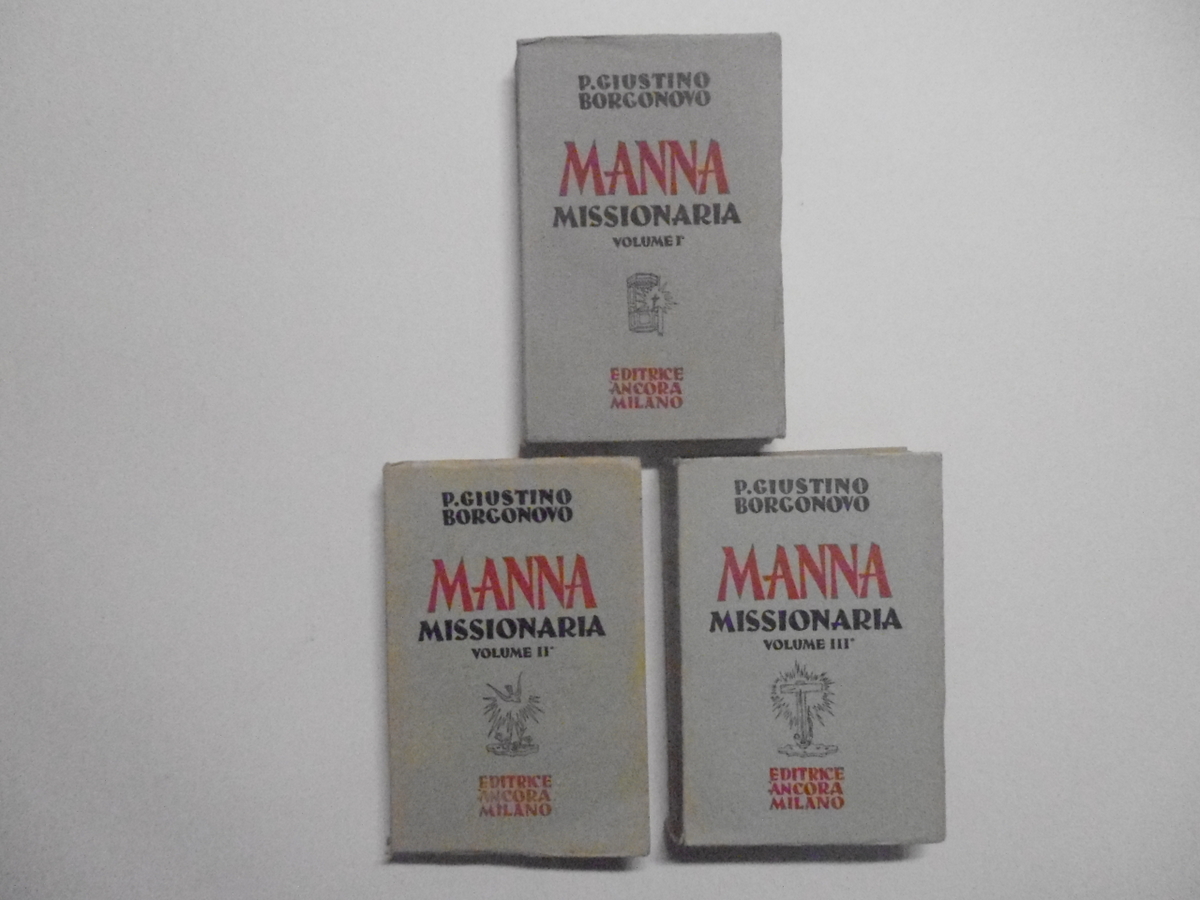 P. GIUSTINO
BORGONOVO
MANNA
MISSIONARIA
VOLUME I°
EDITRICE
ANCORA
MILANO
P. GIUSTINO
BORGONOVO
MANNA
MISSIONARIA
VOLUME II°
EDITRICE
ANCORA
MILANO
P. GIUSTINO
BORGONOVO
MANNA
MISSIONARIA
VOLUME III°
EDITRICE
ANCORA
MILANO